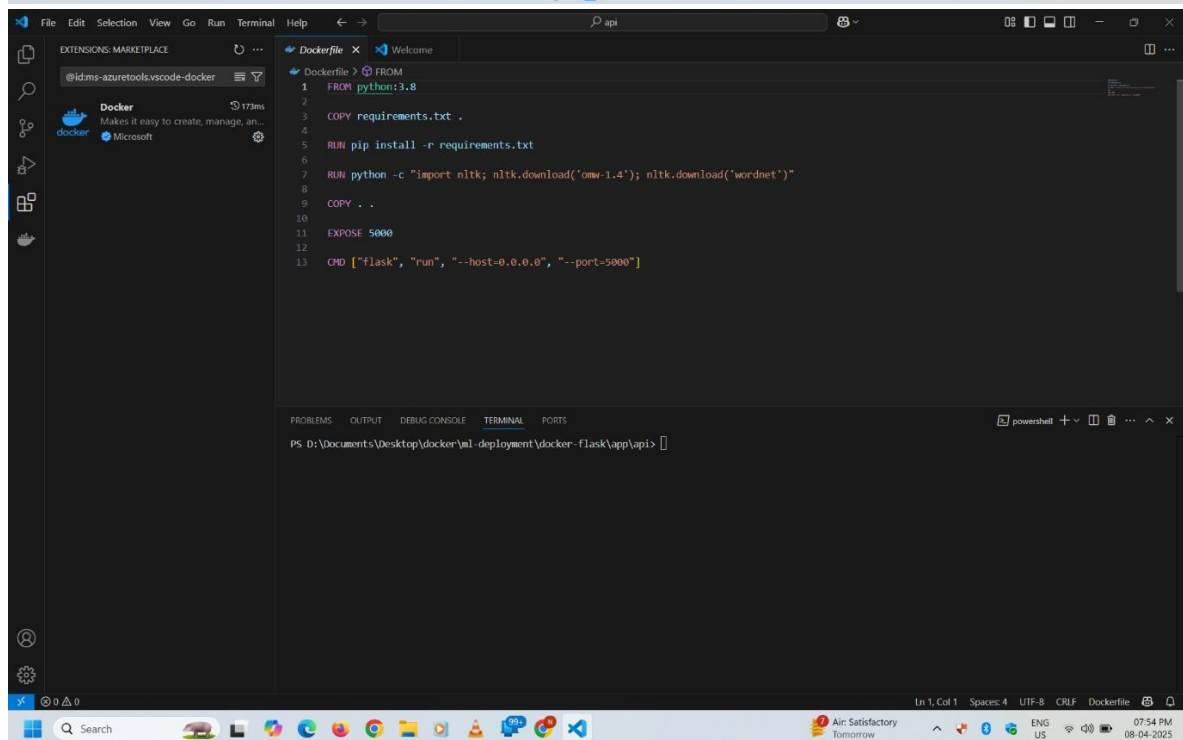 File Edit Selection View Go Run Terminal Help
api
EXTENSIONS: MARKETPLACE
@id:ms-azuretools.vscode-docker
Docker 173ms
Makes it easy to create, manage, an...
Microsoft
docker
Dockerfile Welcome
Dockerfile > FROM
1 FROM python:3.8
2
3 COPY requirements.txt .
4
5 RUN pip install -r requirements.txt
6
7 RUN python -c "import nltk; nltk.download('omw-1.4'); nltk.download('wordnet')"
8
9 COPY . .
10
11 EXPOSE 5000
12
13 CMD ["flask", "run", "--host=0.0.0.0", "--port=5000"]
PROBLEMS OUTPUT DEBUG CONSOLE TERMINAL PORTS
powershell
PS D:\Documents\Desktop\docker\ml-deployment\docker-flask\app\api>
0 0
Ln 1, Col 1 Spaces: 4 UTF-8 CRLF Dockerfile
Search
99+
7
Air: Satisfactory
Tomorrow
ENG
US
07:54 PM
08-04-2025